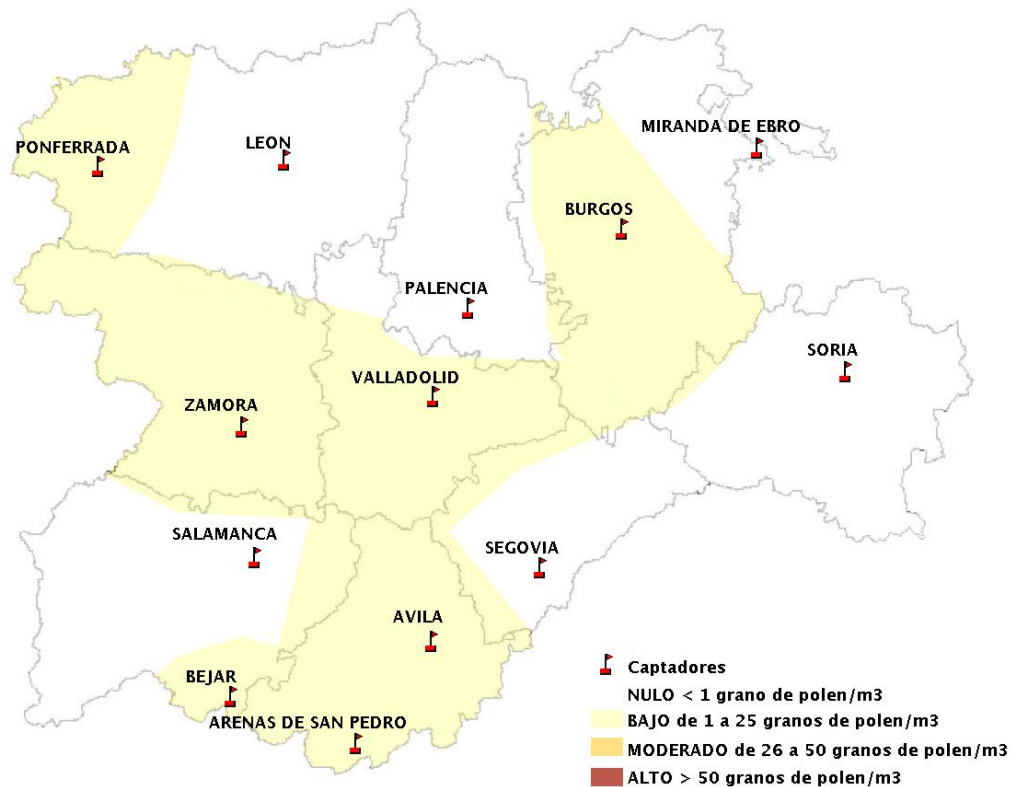 MIRANDA DE EBRO
PONFERRADA
LEON
BURGOS
PALENCIA
SORIA
VALLADOLID
ZAMORA
SALAMANCA
SEGOVIA
AVILA
BEJAR
ARENAS DE SAN PEDRO
Captadores
NULO < 1 grano de polen/m3
BAJO de 1 a 25 granos de polen/m3
MODERADO de 26 a 50 granos de polen/m3
ALTO > 50 granos de polen/m3